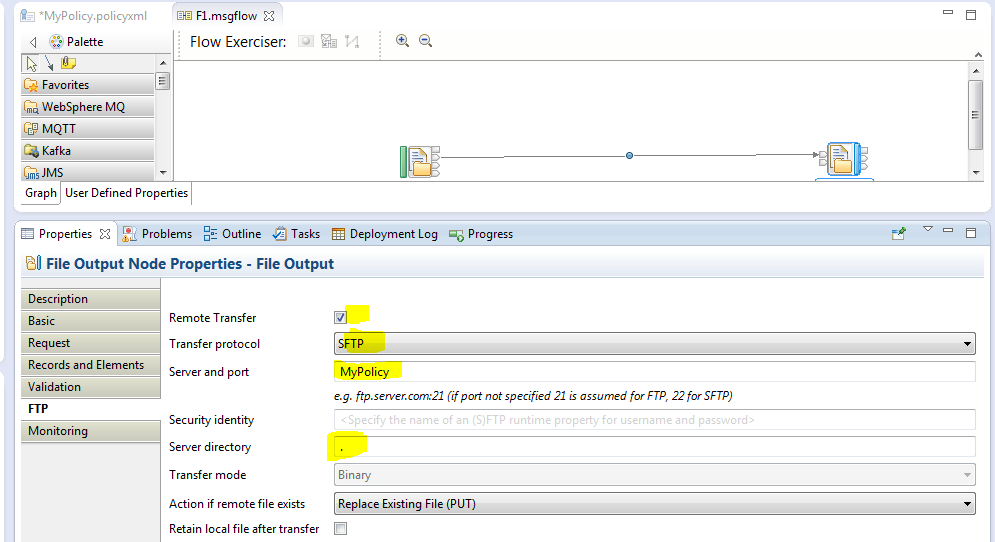 *MyPolicy.policyxml
F1.msgflow
Palette
Flow Exerciser:
Favorites
WebSphere MQ
MQTT
Kafka
JMS
Graph
User Defined Properties
Properties
Problems
Outline
Tasks
Deployment Log
Progress
File Output Node Properties - File Output
Description
Basic
Request
Records and Elements
Validation
FTP
Monitoring
Remote Transfer
Transfer protocol
SFTP
Server and port
MyPolicy
e.g. ftp.server.com:21 (if port not specified 21 is assumed for FTP, 22 for SFTP)
Security identity
<Specify the name of an (S)FTP runtime property for username and password>
Server directory
.
Transfer mode
Binary
Action if remote file exists
Replace Existing File (PUT)
Retain local file after transfer